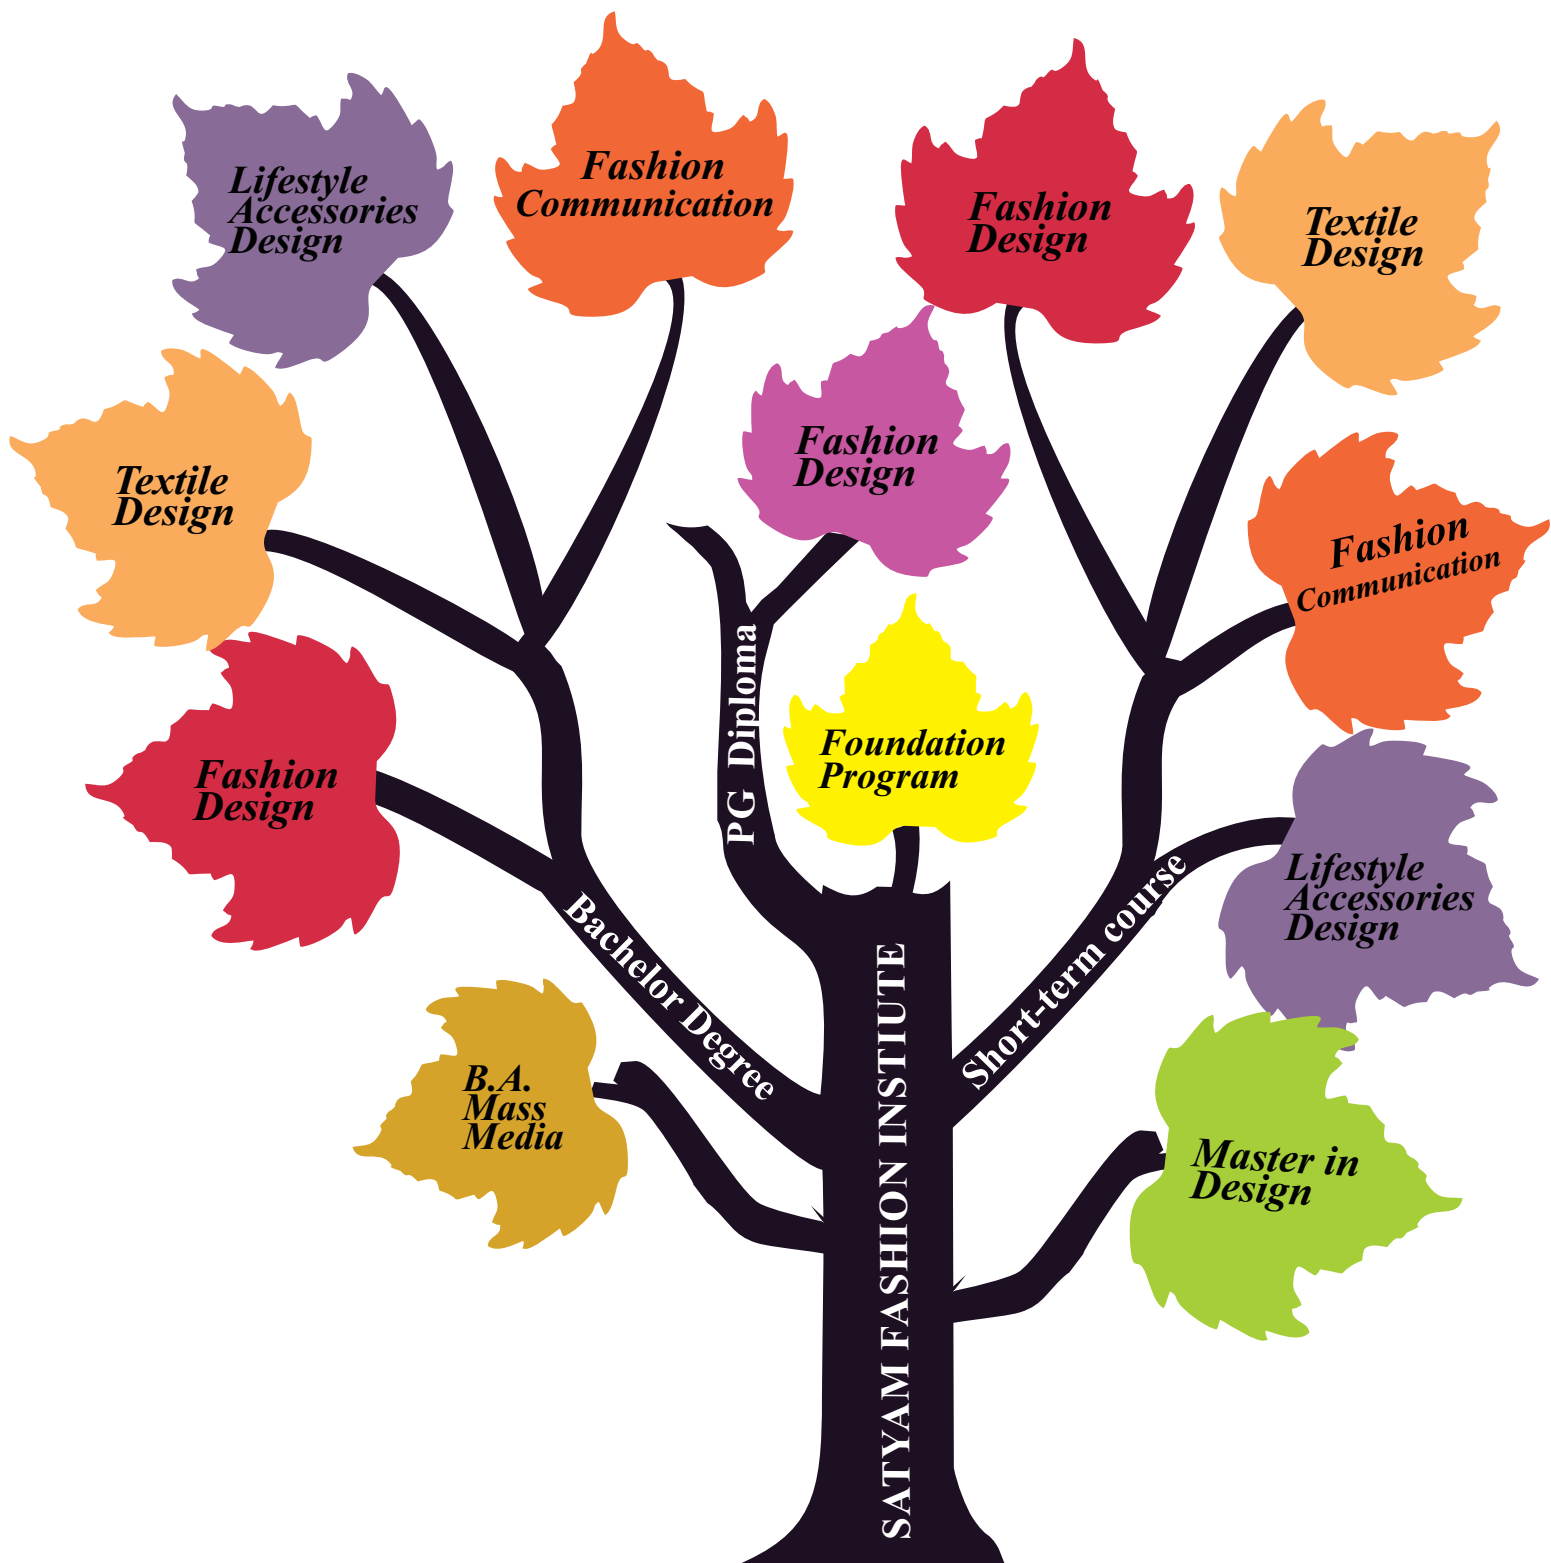 Lifestyle
Accessories
Design
Fashion
Communication
Fashion
Design
Textile
Design
Textile
Design
Fashion
Design
Fashion
Communication
Fashion
Design
PG Diploma
Foundation
Program
Lifestyle
Accessories
Design
Bachelor Degree
Short-term course
B.A.
Mass
Media
Master in
Design
SATYAM FASHION INSTIUTE